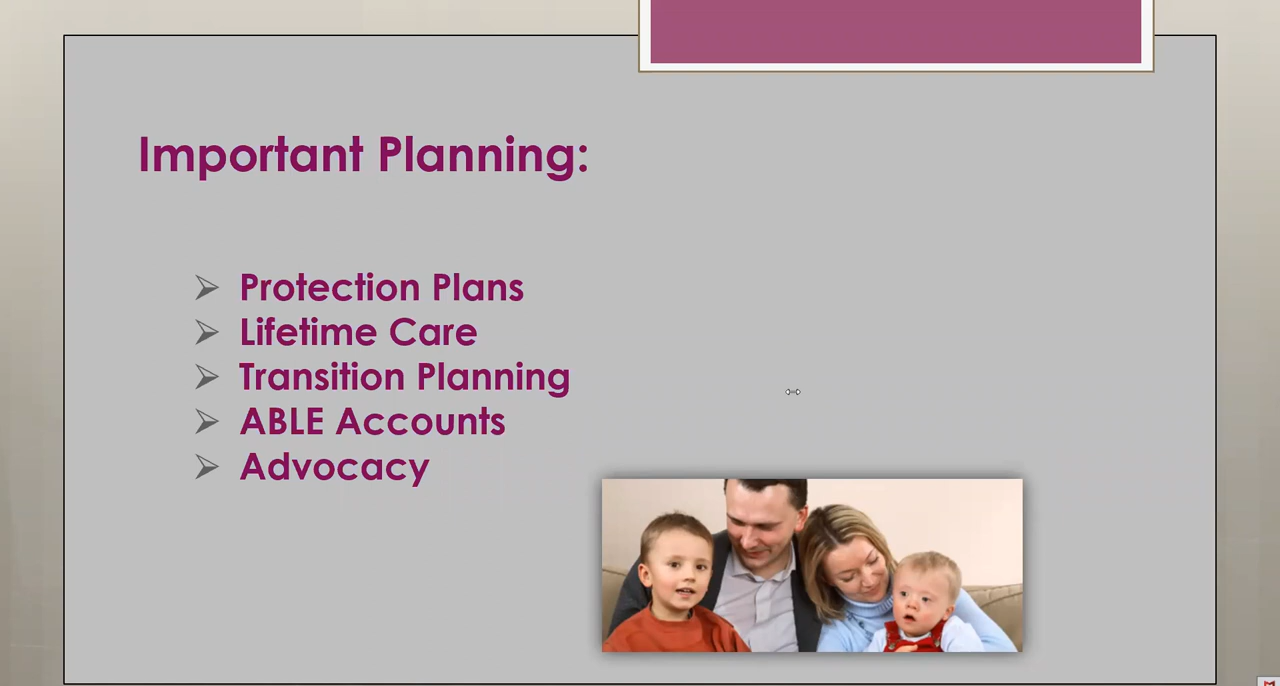 Important Planning:
Protection Plans
Lifetime Care
Transition Planning
ABLE Accounts
Advocacy